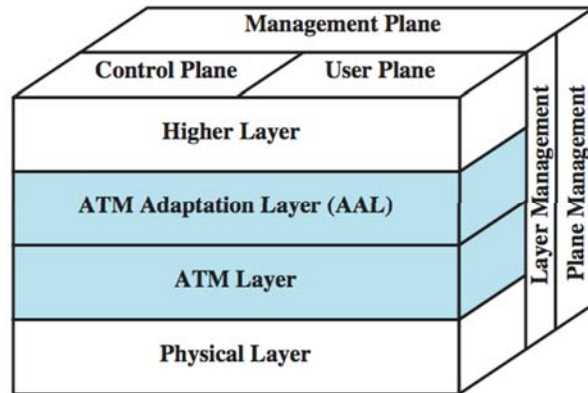 Management Plane
Control Plane
User Plane
Higher Layer
ATM Adaptation Layer (AAL)
ATM Layer
Physical Layer
Layer Management
Plane Management